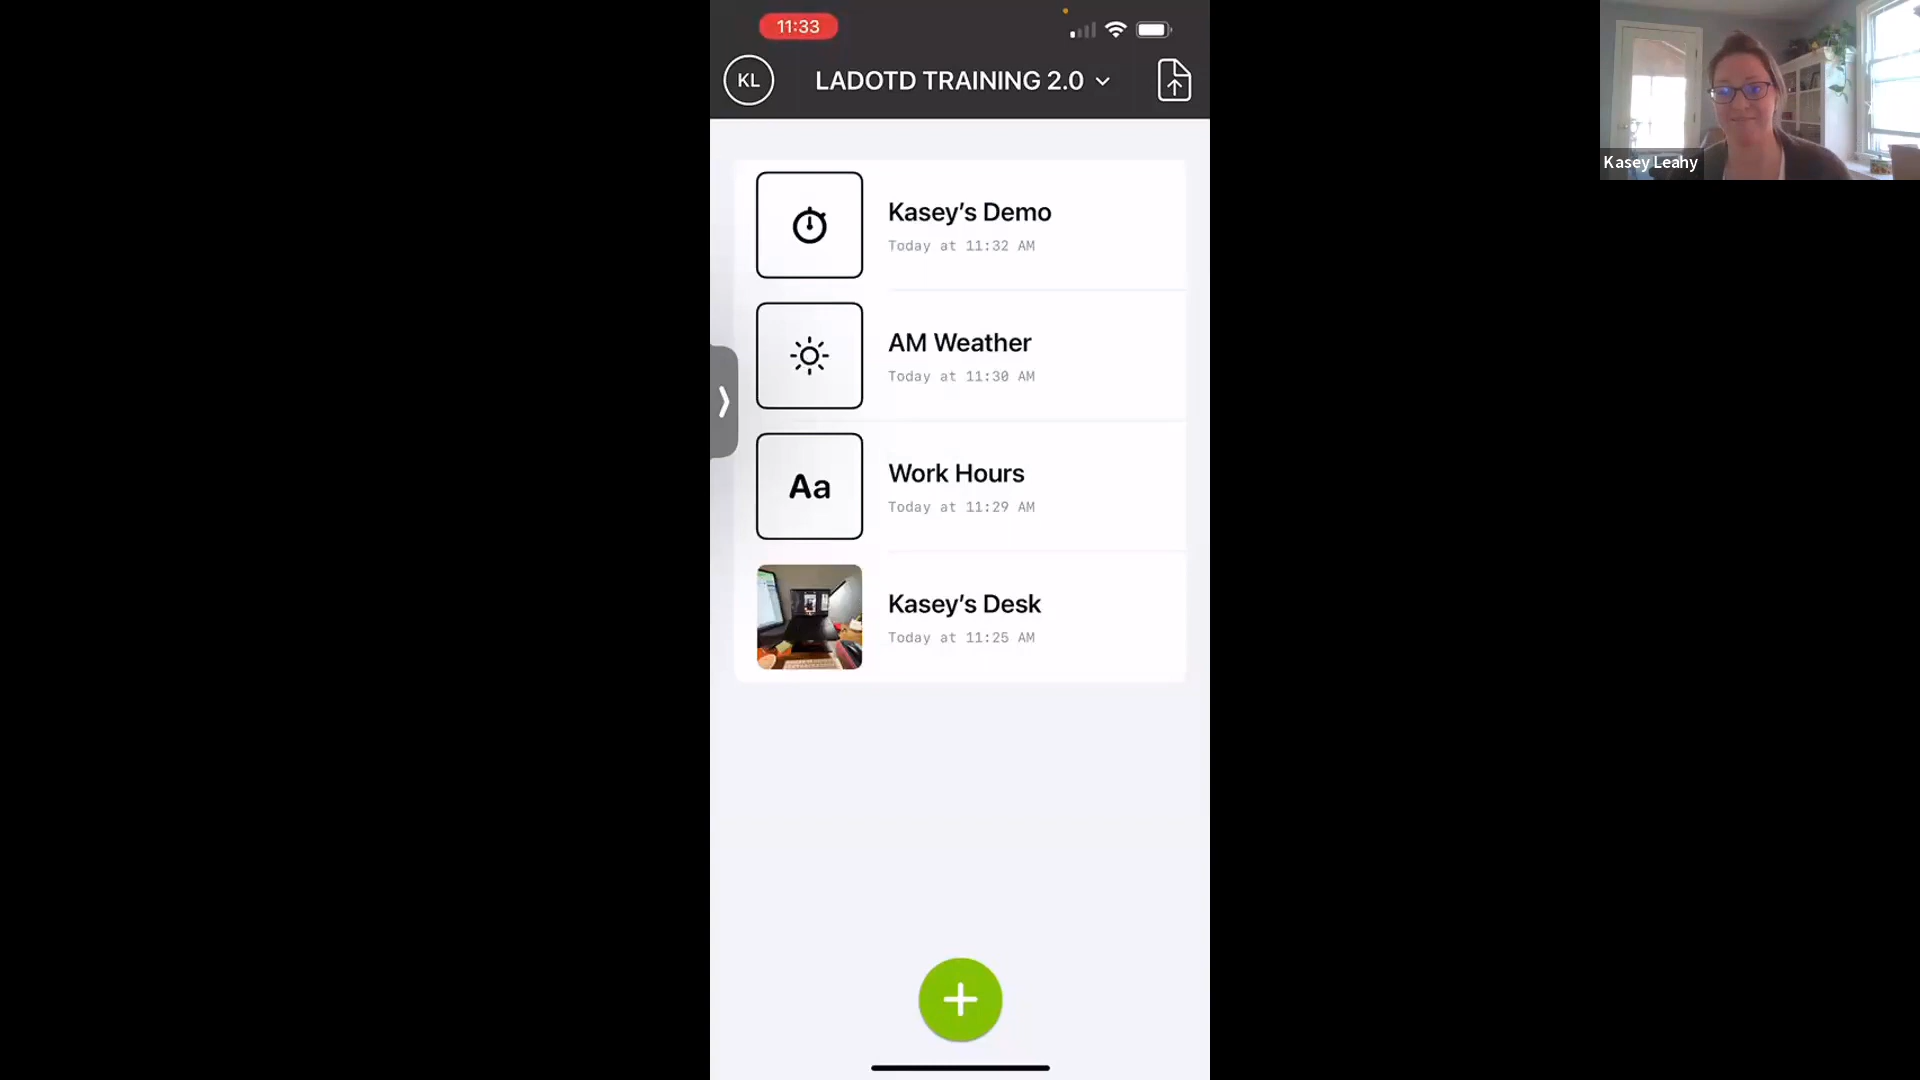 11:33
KL
LADOTD TRAINING 2.0
Kasey’s Demo
Today at 11:32 AM
AM Weather
Today at 11:30 AM
Aa
Work Hours
Today at 11:29 AM
Kasey’s Desk
Today at 11:25 AM
Kasey Leahy